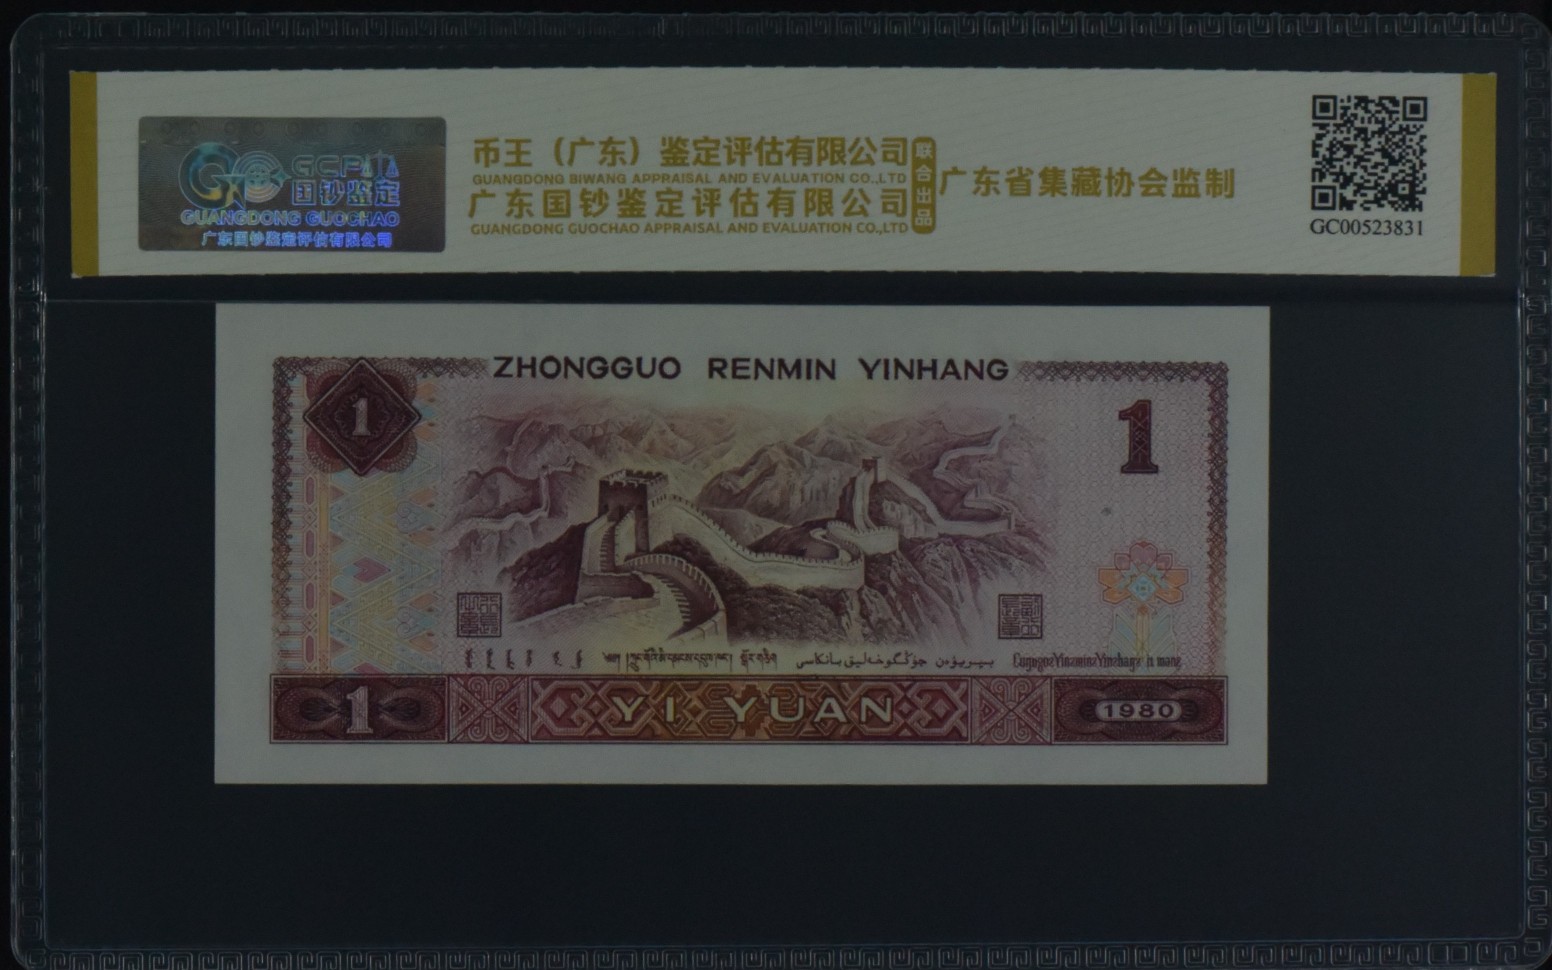 GCPJ
国钞鉴定
GUANGDONG GUOCHAO
广东国钞鉴定评估有限公司
币王（广东）鉴定评估有限公司
GUANGDONG BIWANG APPRAISAL AND EVALUATION CO.,LTD
广东国钞鉴定评估有限公司
GUANGDONG GUOCHAO APPRAISAL AND EVALUATION CO.,LTD
联合出品
广东省集藏协会监制
GC00523831
ZHONGGUO RENMIN YINHANG
1
1
1
YI YUAN
1980